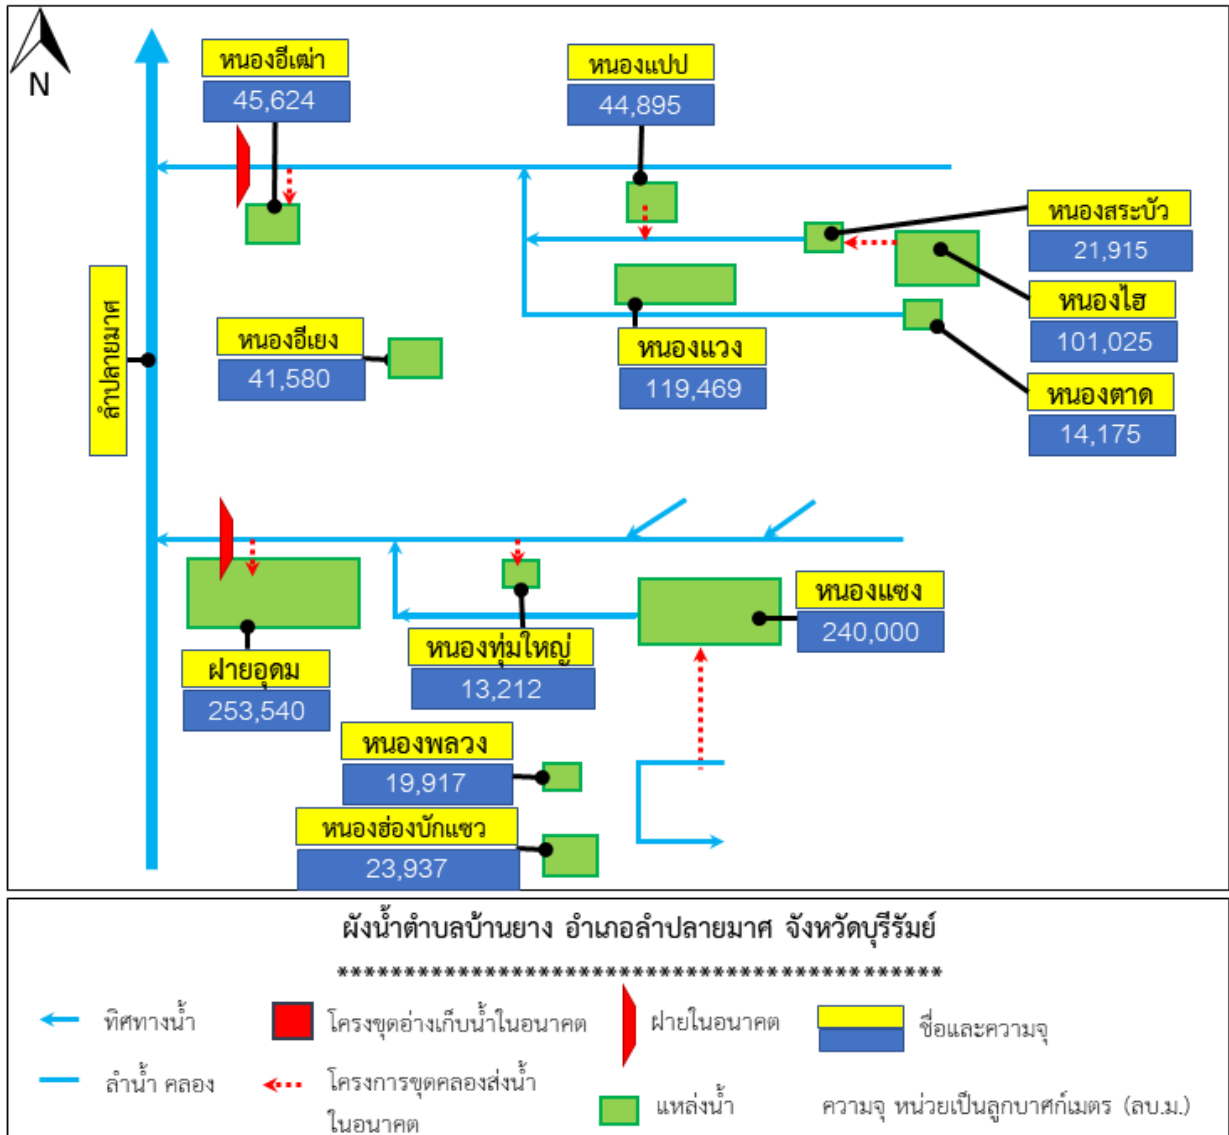 N
หนองอีเฒ่า
45,624
หนองแปป
44,895
หนองสระบัว
21,915
หนองไฮ
101,025
หนองตาด
14,175
หนองแวง
119,469
หนองอีเยง
41,580
ลำปลายมาศ
หนองแซง
240,000
หนองทุ่มใหญ่
13,212
ฝายอุดม
253,540
หนองพลวง
19,917
หนองฮ่องบักแซว
23,937
ผังน้ำตำบลบ้านยาง อำเภอลำปลายมาศ จังหวัดบุรีรัมย์
*********************************************
ทิศทางน้ำ
โครงขุดอ่างเก็บน้ำในอนาคต
ฝายในอนาคต
ชื่อและความจุ
ลำน้ำ คลอง
โครงการขุดคลองส่งน้ำ
ในอนาคต
แหล่งน้ำ
ความจุ หน่วยเป็นลูกบาศก์เมตร (ลบ.ม.)